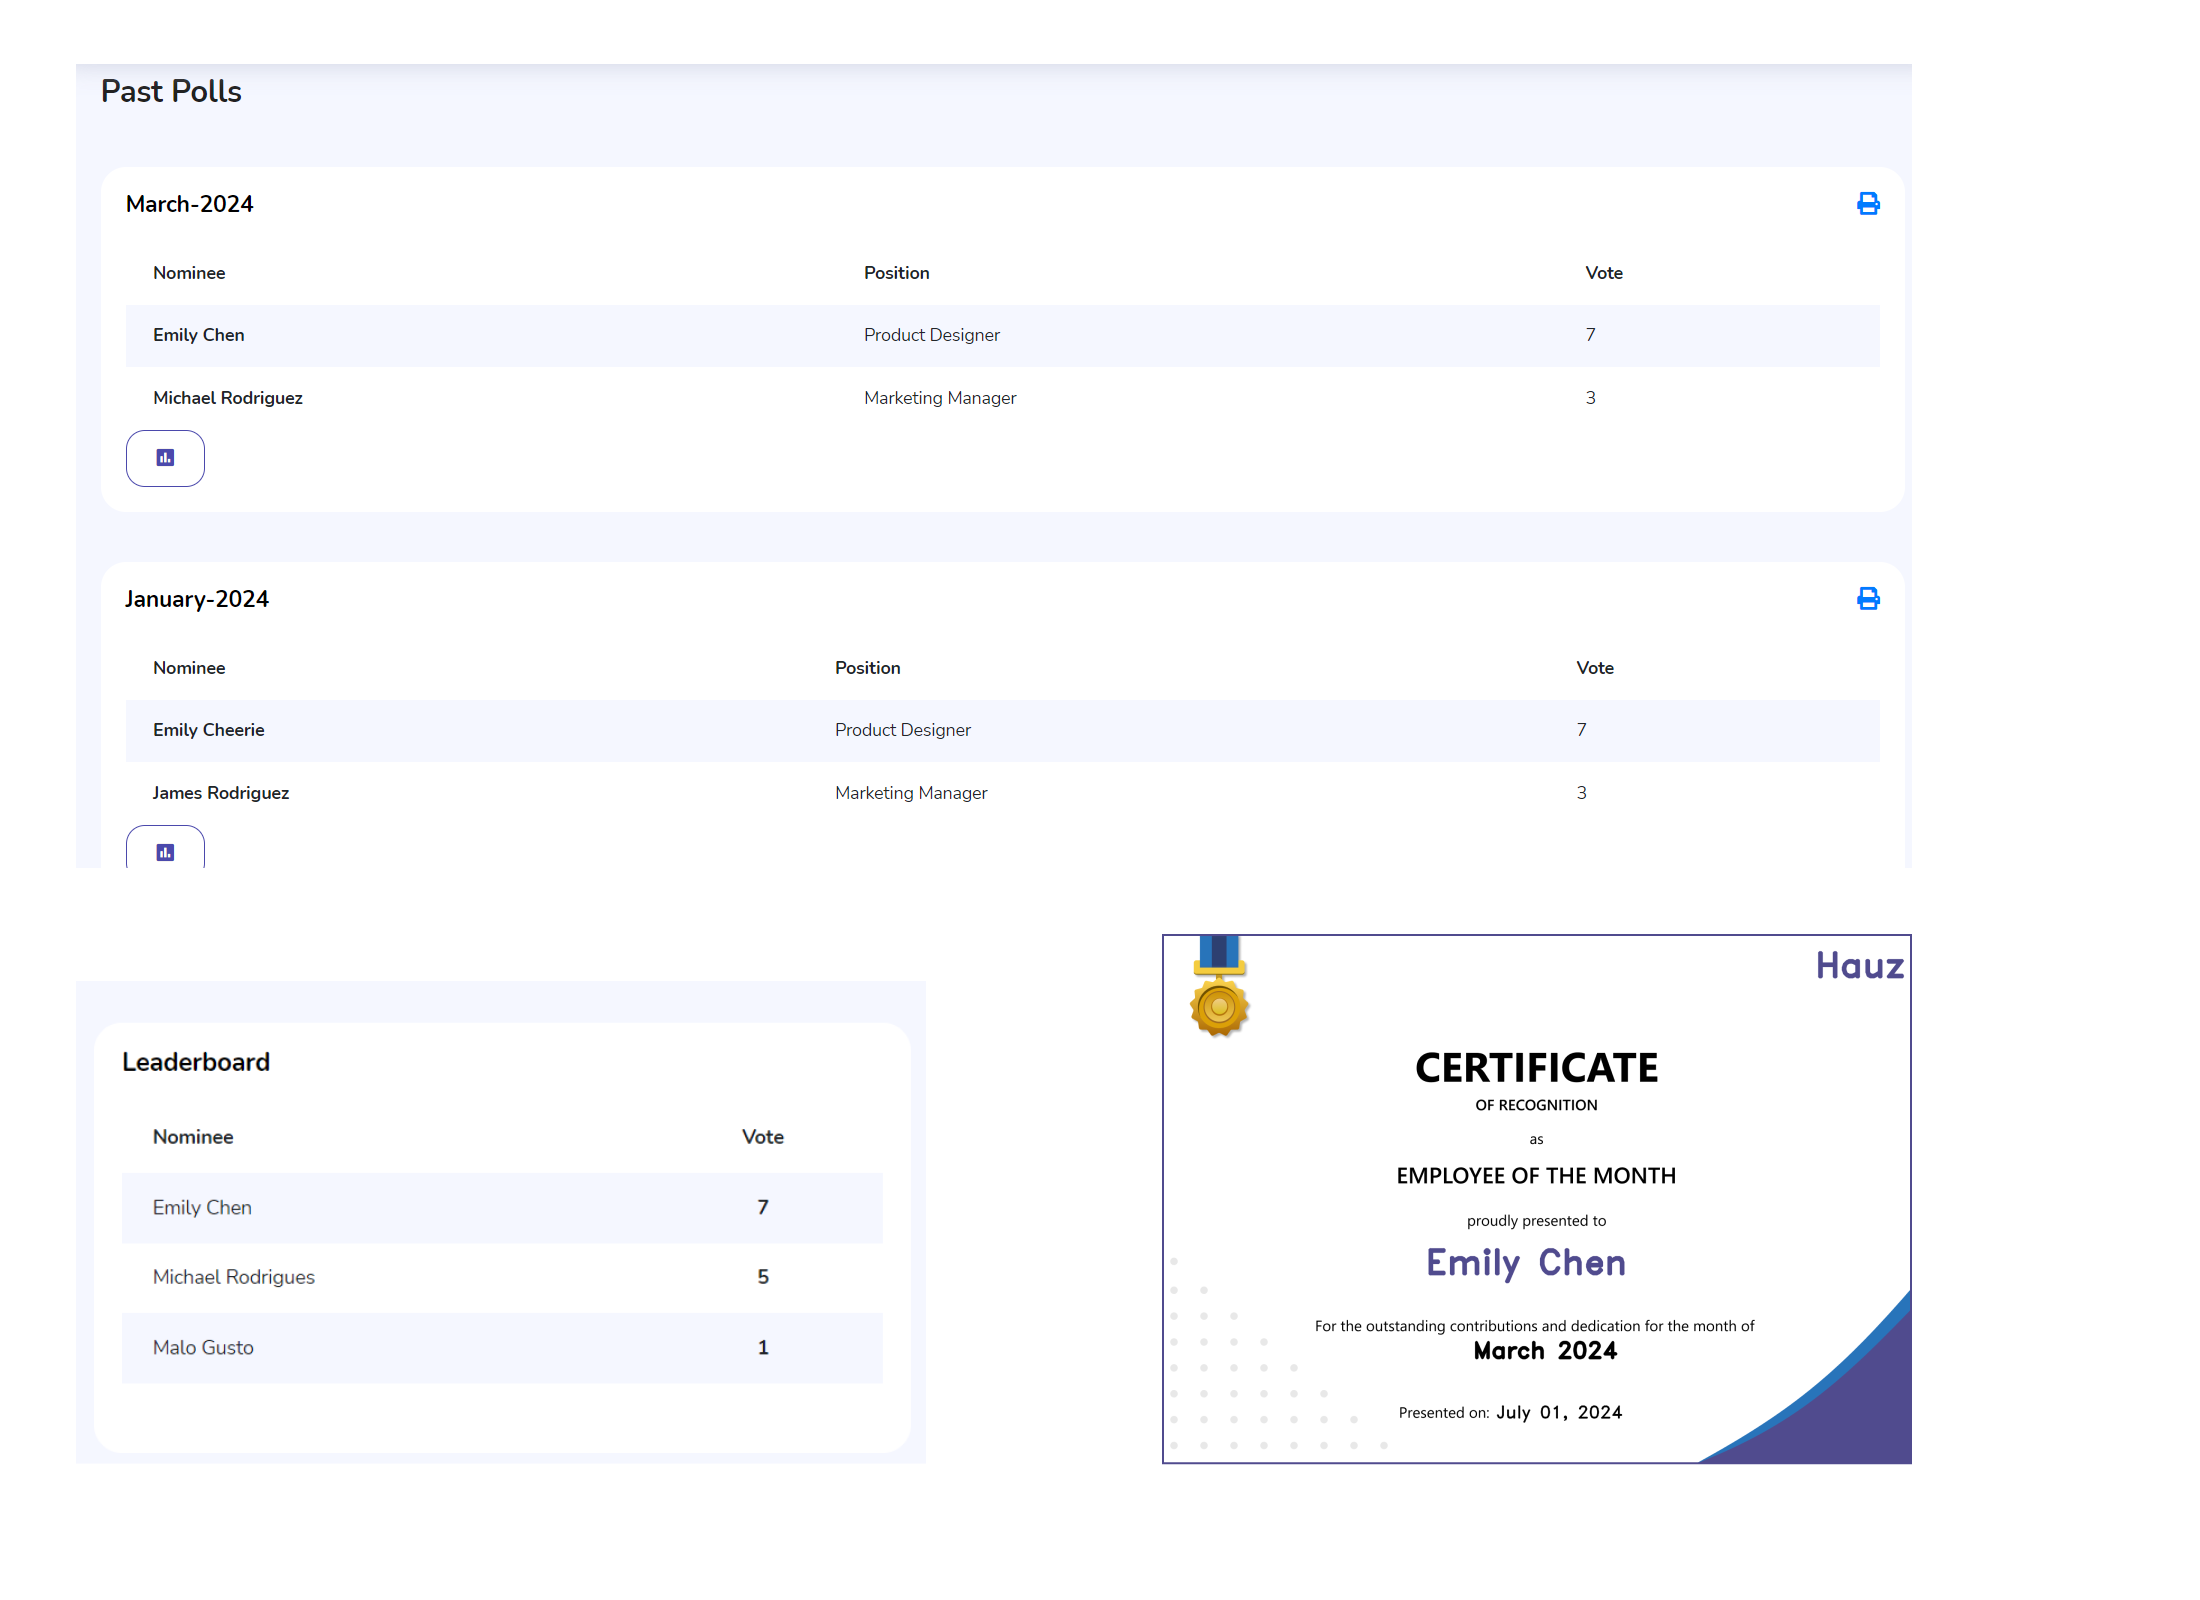 Past Polls
March-2024
Nominee Position Vote
Emily Chen Product Designer 7
Michael Rodriguez Marketing Manager 3
January-2024
Nominee Position Vote
Emily Cheerie Product Designer 7
James Rodriguez Marketing Manager 3
Leaderboard
Nominee Vote
Emily Chen 7
Michael Rodrigues 5
Malo Gusto 1
Hauz
CERTIFICATE
OF RECOGNITION
as
EMPLOYEE OF THE MONTH
proudly presented to
Emily Chen
For the outstanding contributions and dedication for the month of
March 2024
Presented on: July 01, 2024